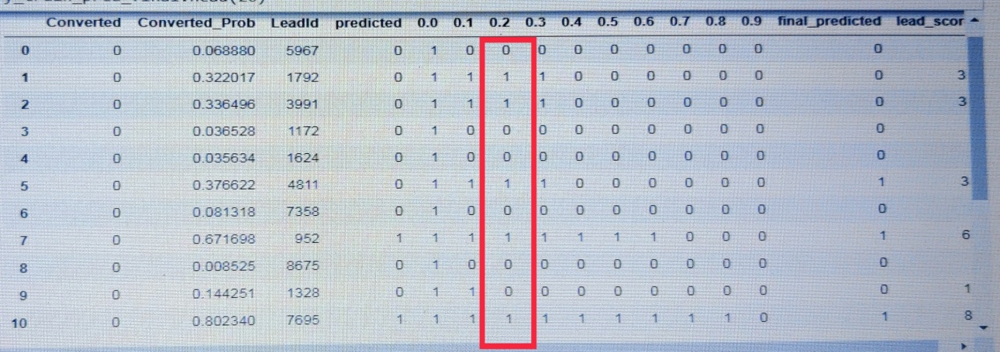 Converted Converted_Prob LeadId predicted 0.0 0.1 0.2 0.3 0.4 0.5 0.6 0.7 0.8 0.9 final_predicted lead_scor
0 0 0.068880 5967 0 1 0 0 0 0 0 0 0 0 0 0
1 0 0.322017 1792 0 1 1 1 1 0 0 0 0 0 0 0 3
2 0 0.336496 3991 0 1 1 1 1 0 0 0 0 0 0 0 3
3 0 0.036528 1172 0 1 0 0 0 0 0 0 0 0 0 0
4 0 0.035634 1624 0 1 0 0 0 0 0 0 0 0 0 0
5 0 0.376622 4811 0 1 1 1 1 0 0 0 0 0 0 1 3
6 0 0.081318 7358 0 1 0 0 0 0 0 0 0 0 0 0
7 0 0.671698 952 1 1 1 1 1 1 1 1 0 0 0 1 6
8 0 0.008525 8675 0 1 0 0 0 0 0 0 0 0 0 0
9 0 0.144251 1328 0 1 1 0 0 0 0 0 0 0 0 0 1
10 0 0.802340 7695 1 1 1 1 1 1 1 1 1 1 0 1 8